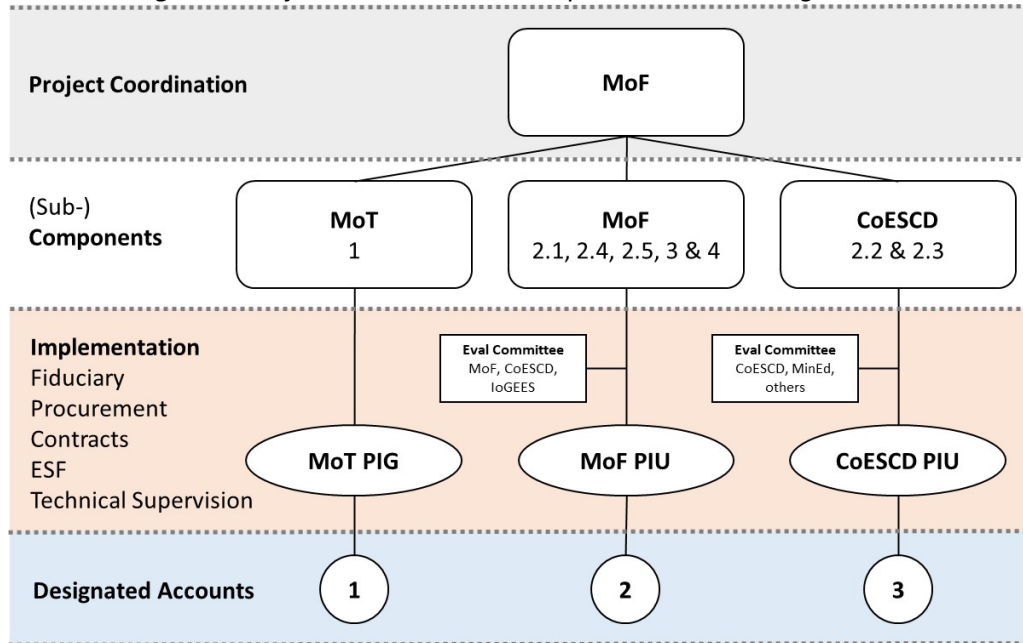 Project Coordination
MoF
(Sub-)
Components
MoT
1
MoF
2.1, 2.4, 2.5, 3 & 4
CoESCD
2.2 & 2.3
Implementation
Fiduciary
Procurement
Contracts
ESF
Technical Supervision
Eval Committee
MoF, CoESCD,
IoGEES
Eval Committee
CoESCD, MinEd,
others
MoT PIG
MoF PIU
CoESCD PIU
Designated Accounts
1
2
3